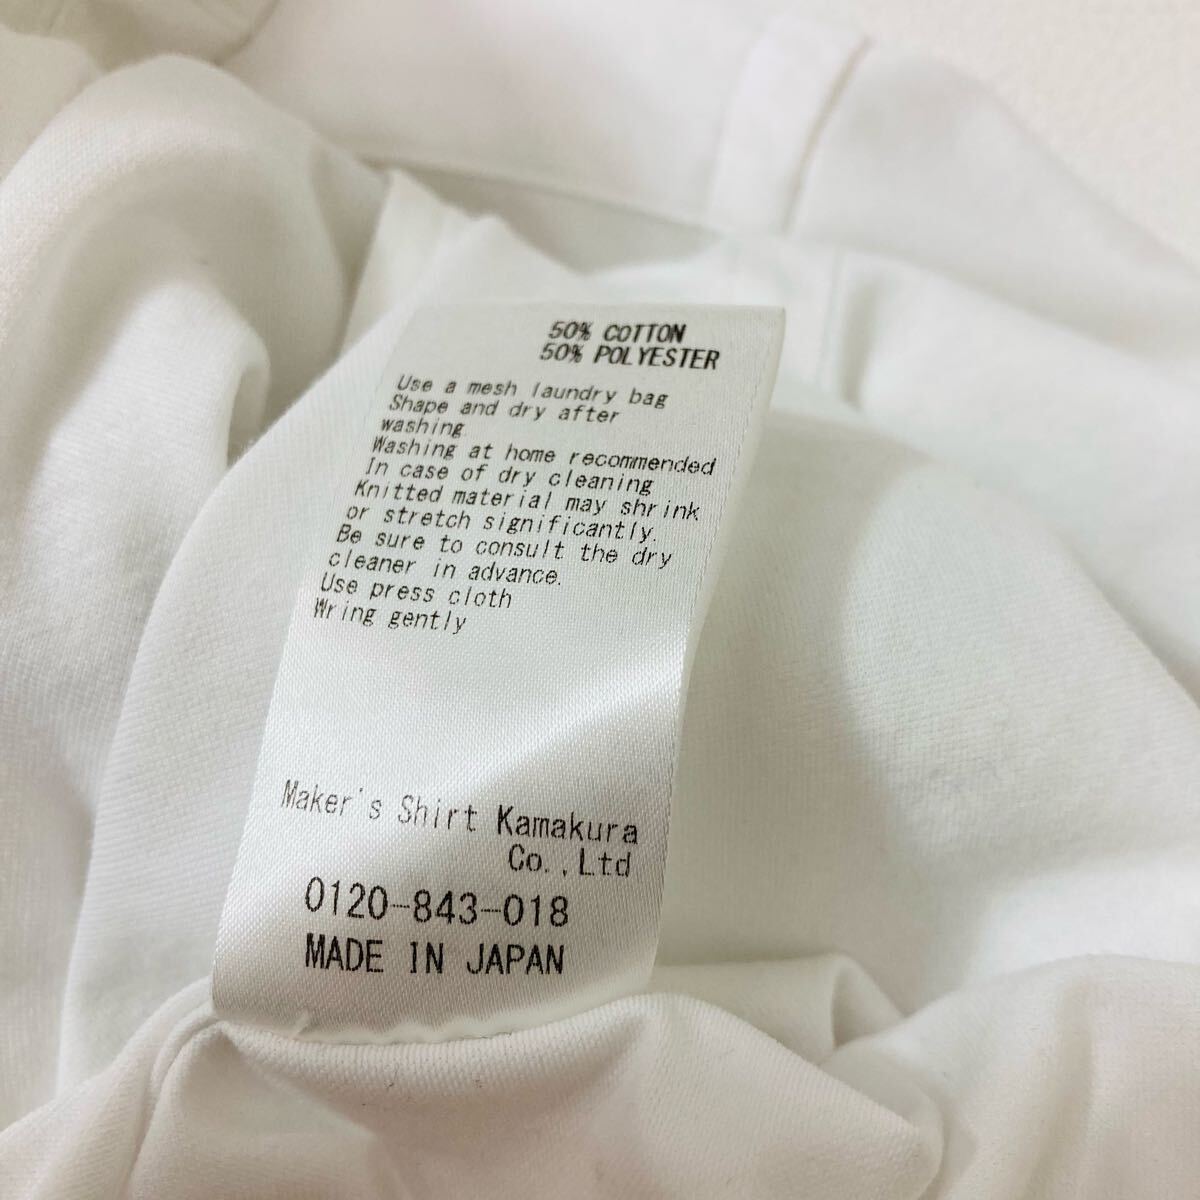 50% COTTON
50% POLYESTER
Use a mesh laundry bag
Shape and dry after
washing.
Washing at home recommended
In case of dry cleaning
Knitted material may shrink
or stretch significantly.
Be sure to consult the dry
cleaner in advance.
Use press cloth
Wring gently
Maker's Shirt Kamakura
Co.,Ltd
0120-843-018
MADE IN JAPAN